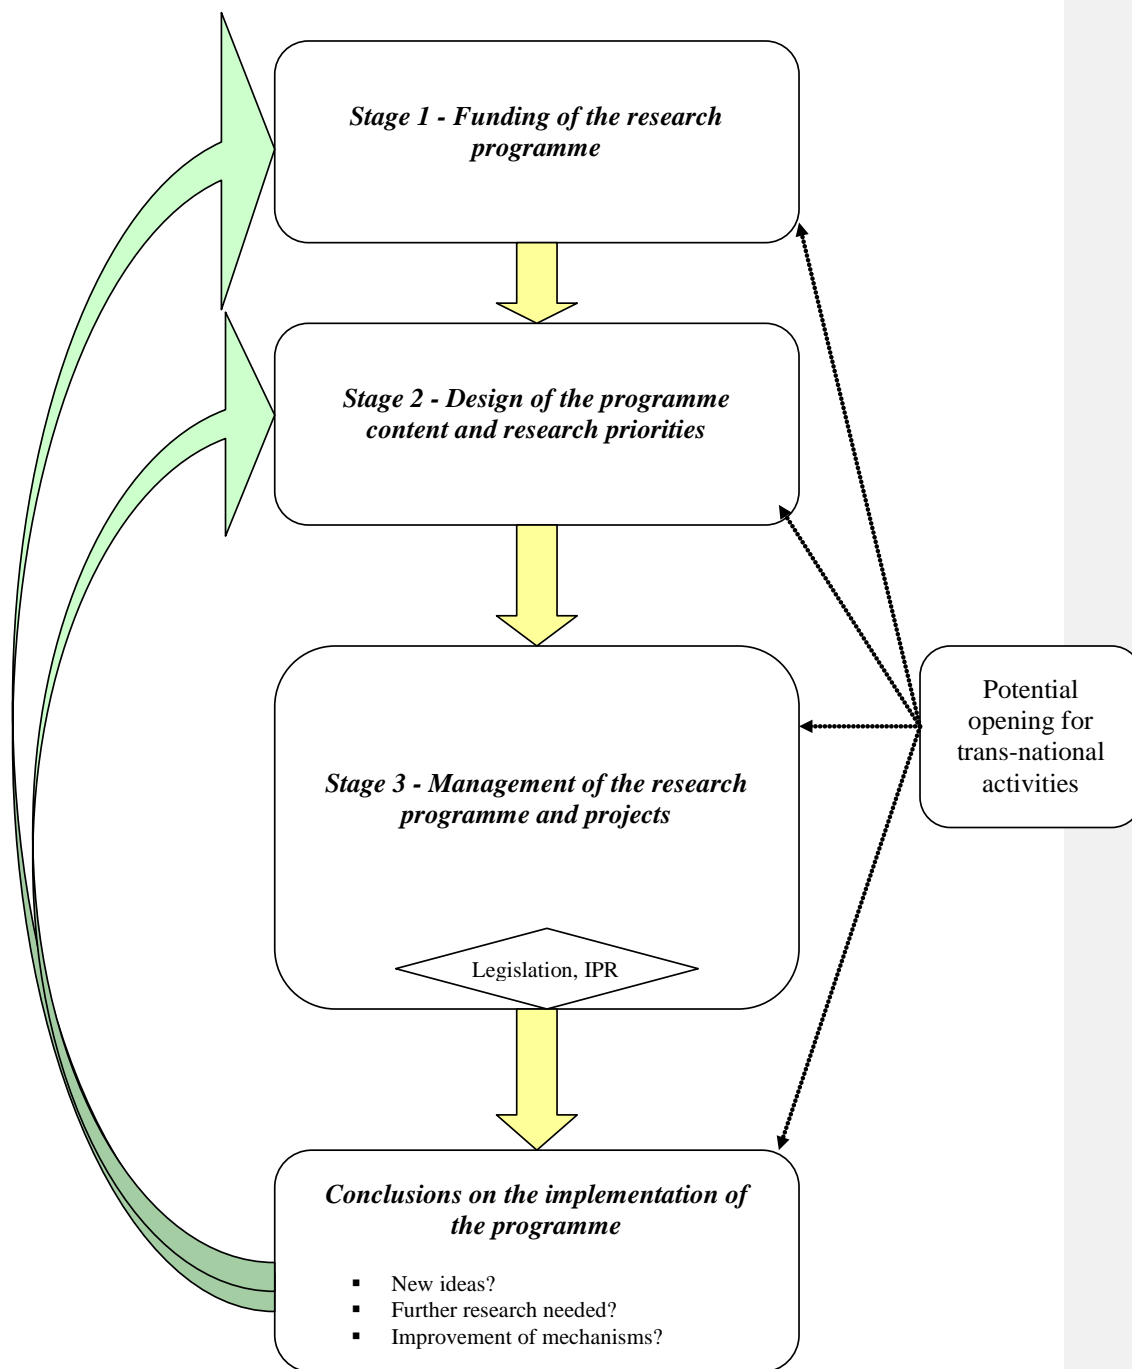 Stage 1 - Funding of the research
programme
Stage 2 - Design of the programme
content and research priorities
Potential
opening for
trans-national
activities
Stage 3 - Management of the research
programme and projects
Legislation, IPR
Conclusions on the implementation of
the programme
▪ New ideas?
▪ Further research needed?
▪ Improvement of mechanisms?